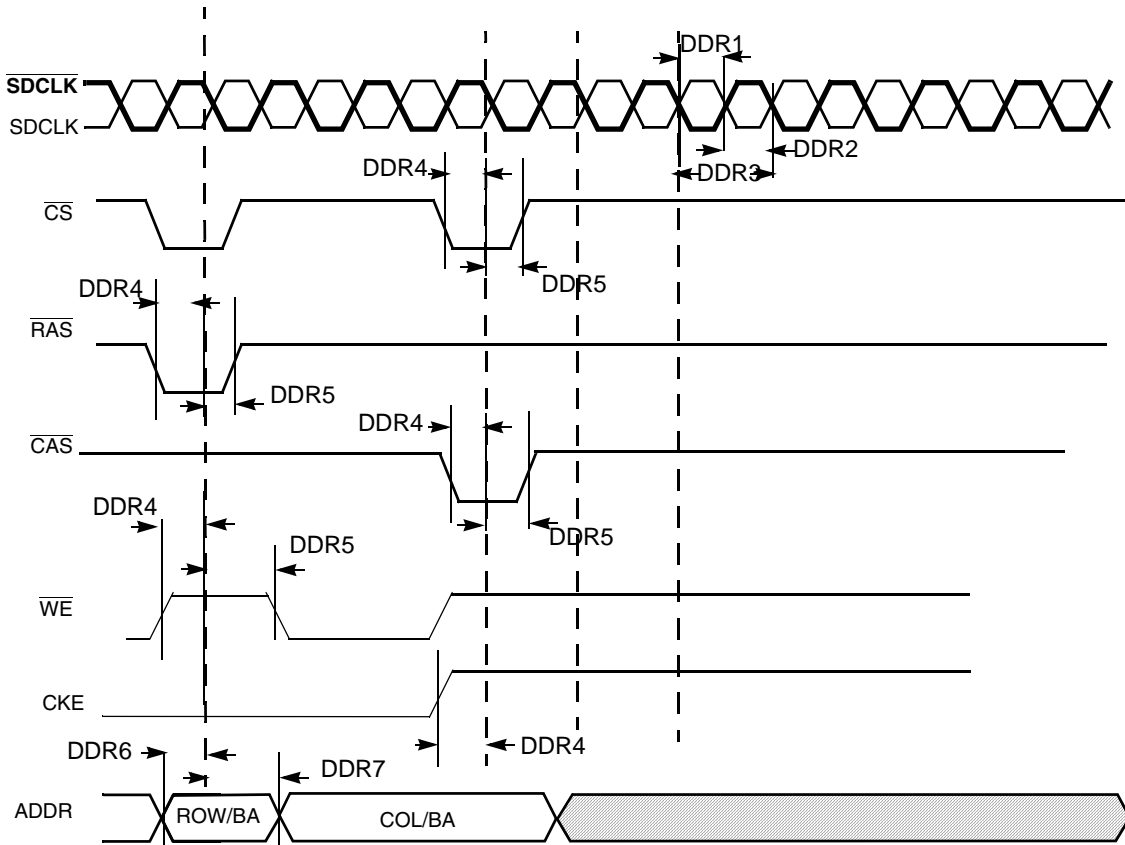 DDR1
SDCLK
SDCLK
DDR2
DDR4
DDR3
CS
DDR5
DDR4
RAS
DDR5
DDR4
CAS
DDR4
DDR5
DDR5
WE
CKE
DDR4
DDR6
DDR7
ADDR
ROW/BA
COL/BA